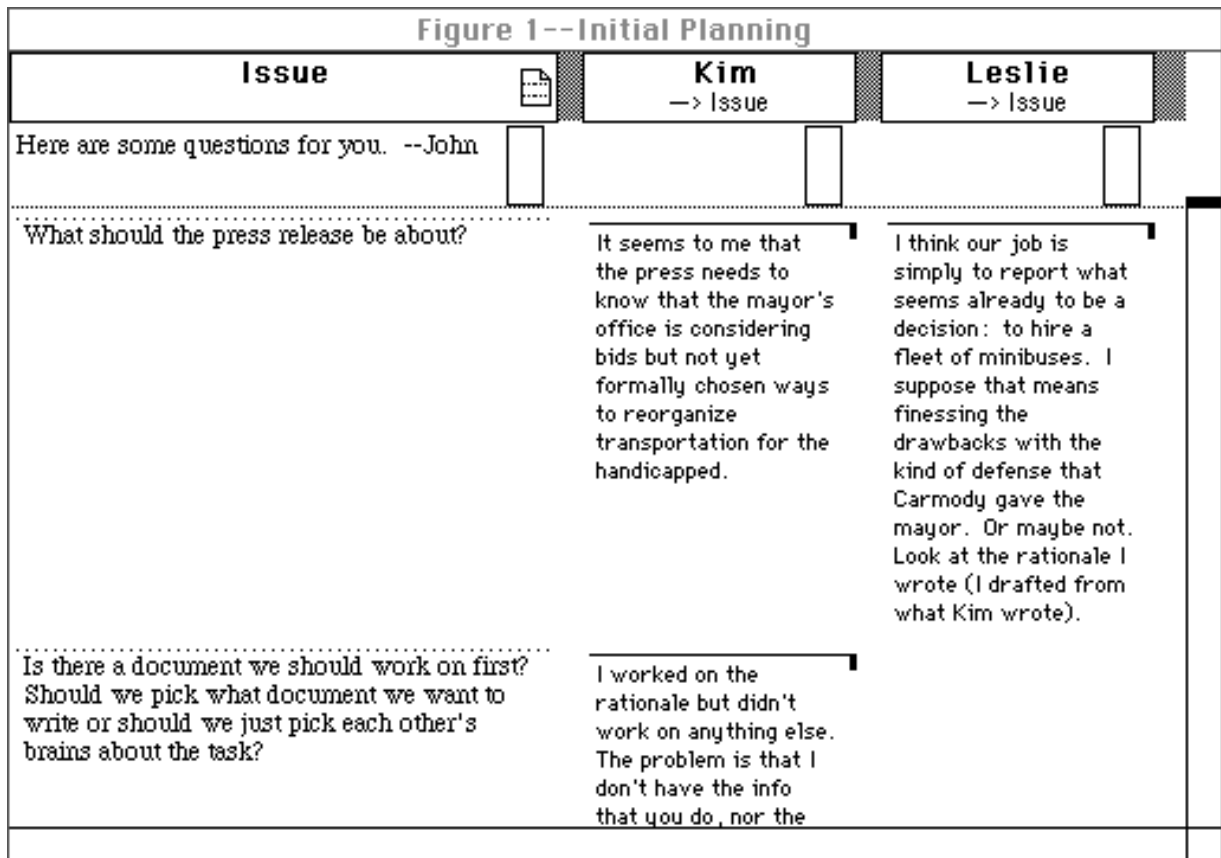 Figure 1--Initial Planning
Issue
Kim
—> Issue
Leslie
—> Issue
Here are some questions for you.  --John
What should the press release be about?
It seems to me that
the press needs to
know that the mayor's
office is considering
bids but not yet
formally chosen ways
to reorganize
transportation for the
handicapped.
I think our job is
simply to report what
seems already to be a
decision:  to hire a
fleet of minibuses.  I
suppose that means
finessing the
drawbacks with the
kind of defense that
Carmody gave the
mayor.  Or maybe not.
Look at the rationale I
wrote (I drafted from
what Kim wrote).
Is there a document we should work on first?
Should we pick what document we want to
write or should we just pick each other's
brains about the task?
I worked on the
rationale but didn't
work on anything else.
The problem is that I
don't have the info
that you do, nor the